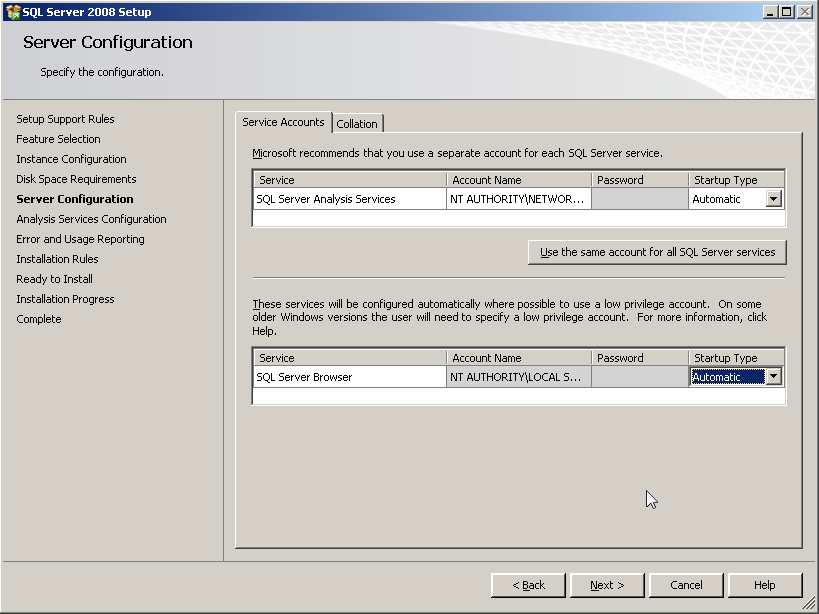 SQL Server 2008 Setup
Server Configuration
Specify the configuration.
Setup Support Rules
Feature Selection
Instance Configuration
Disk Space Requirements
Server Configuration
Analysis Services Configuration
Error and Usage Reporting
Installation Rules
Ready to Install
Installation Progress
Complete
Service Accounts Collation
Microsoft recommends that you use a separate account for each SQL Server service.
Service Account Name Password Startup Type
SQL Server Analysis Services NT AUTHORITY\NETWOR... Automatic
Use the same account for all SQL Server services
These services will be configured automatically where possible to use a low privilege account. On some
older Windows versions the user will need to specify a low privilege account. For more information, click
Help.
Service Account Name Password Startup Type
SQL Server Browser NT AUTHORITY\LOCAL S... Automatic
< Back Next > Cancel Help